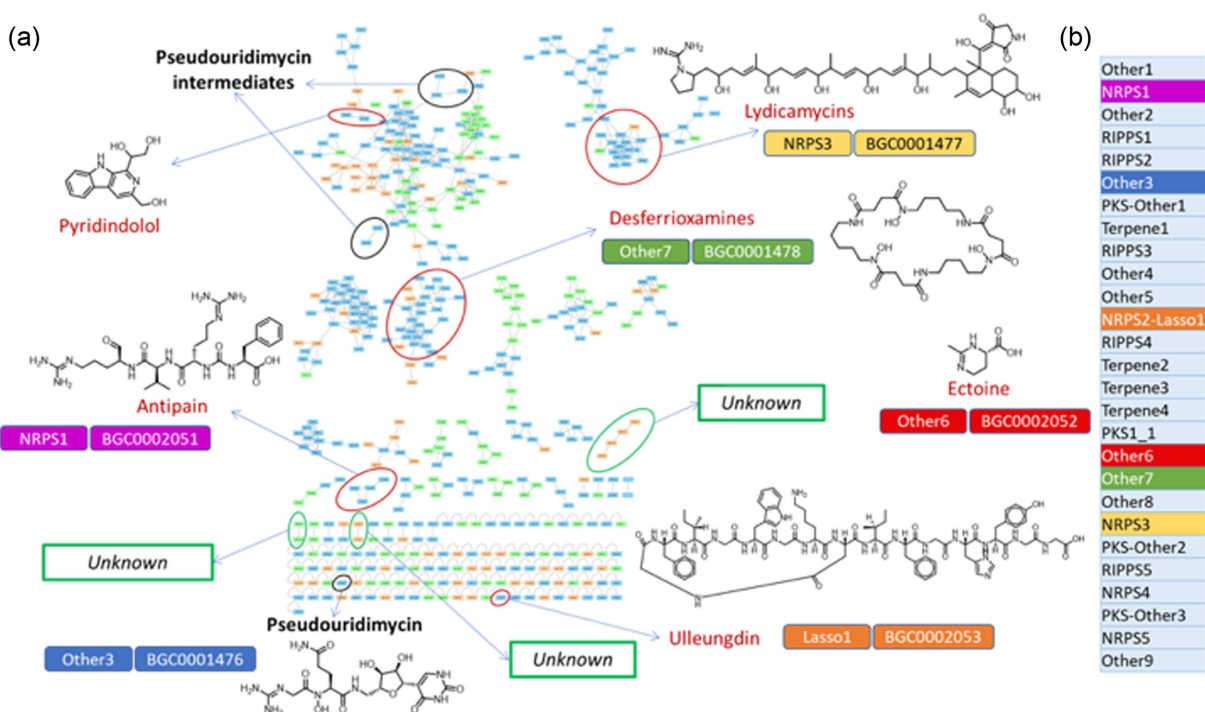 (a)
Pseudouridimycin
intermediates
Lydicamycins
NRPS3 BGC0001477
Pyridindolol
Desferrioxamines
Other7 BGC0001478
Antipain
NRPS1 BGC0002051
Unknown
Ectoine
Other6 BGC0002052
Unknown
Pseudouridimycin
Other3 BGC0001476
Unknown
Ulleungdin
Lasso1 BGC0002053
(b)
Other1
NRPS1
Other2
RIPPS1
RIPPS2
Other3
PKS-Other1
Terpene1
RIPPS3
Other4
Other5
NRPS2-Lasso1
RIPPS4
Terpene2
Terpene3
Terpene4
PKS1_1
Other6
Other7
Other8
NRPS3
PKS-Other2
RIPPS5
NRPS4
PKS-Other3
NRPS5
Other9